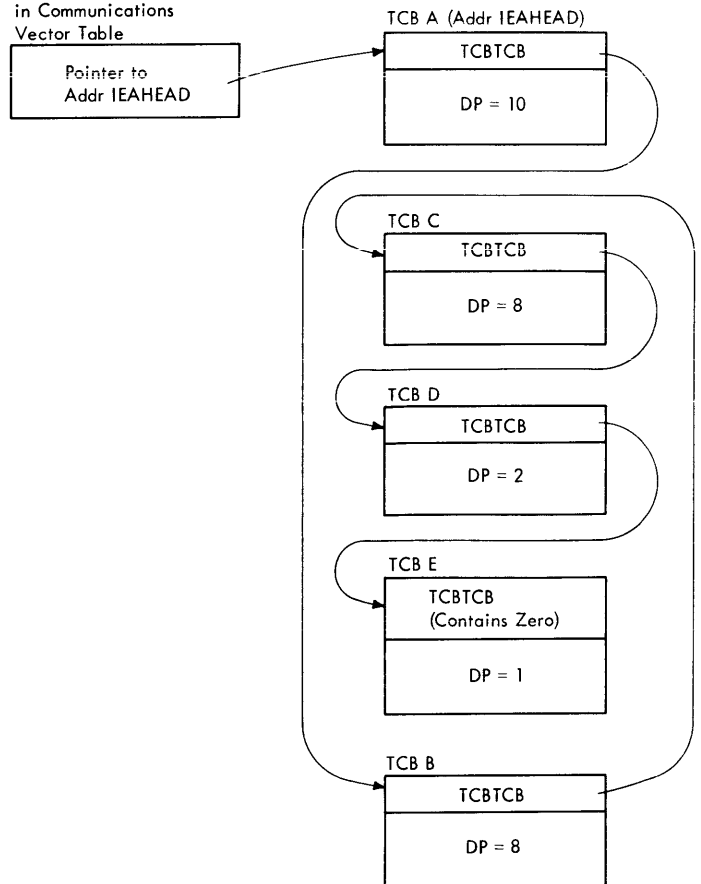 in Communications
Vector Table
Pointer to
Addr IEAHEAD
TCB A (Addr IEAHEAD)
TCBTCB
DP = 10
TCB C
TCBTCB
DP = 8
TCB D
TCBTCB
DP = 2
TCB E
TCBTCB
(Contains Zero)
DP = 1
TCB B
TCBTCB
DP = 8